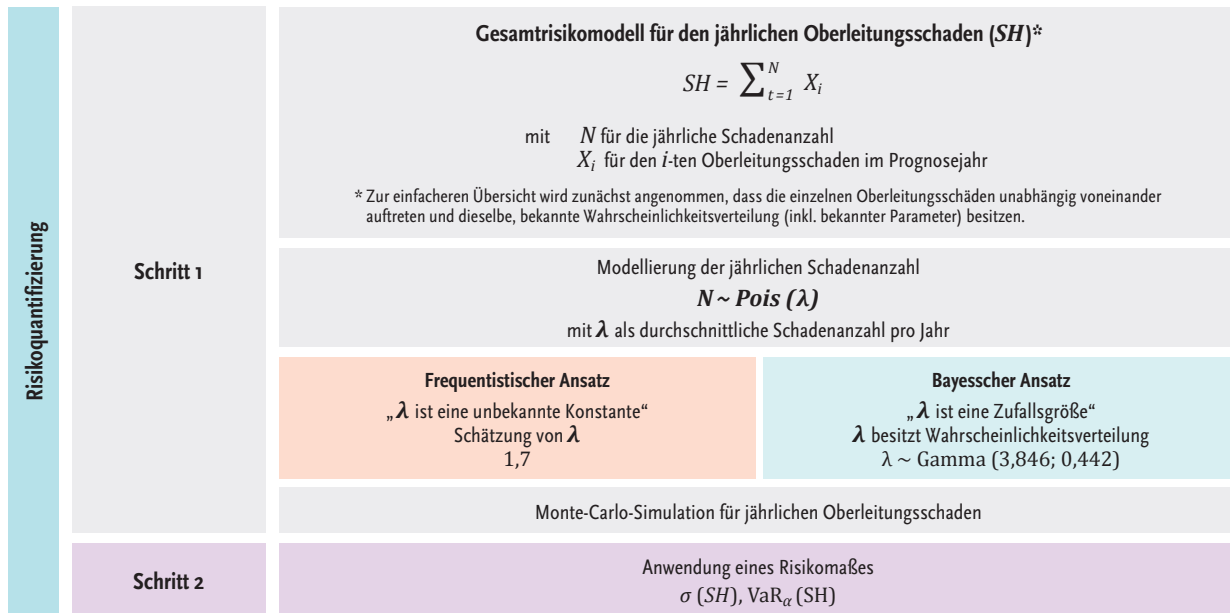 Risikoquantifizierung
Schritt 1
Gesamtrisikomodell für den jährlichen Oberleitungsschaden (SH)*
SH = ∑_{t=1}^{N} X_i
mit N für die jährliche Schadenanzahl
X_i für den i-ten Oberleitungsschaden im Prognosejahr
* Zur einfacheren Übersicht wird zunächst angenommen, dass die einzelnen Oberleitungsschäden unabhängig voneinander
auftreten und dieselbe, bekannte Wahrscheinlichkeitsverteilung (inkl. bekannter Parameter) besitzen.
Modellierung der jährlichen Schadenanzahl
N ~ Pois (λ)
mit λ als durchschnittliche Schadenanzahl pro Jahr
Frequentistischer Ansatz
„λ ist eine unbekannte Konstante“
Schätzung von λ
1,7
Bayesscher Ansatz
„λ ist eine Zufallsgröße“
λ besitzt Wahrscheinlichkeitsverteilung
λ ~ Gamma (3,846; 0,442)
Monte-Carlo-Simulation für jährlichen Oberleitungsschaden
Schritt 2
Anwendung eines Risikomaßes
σ (SH), VaR_α (SH)